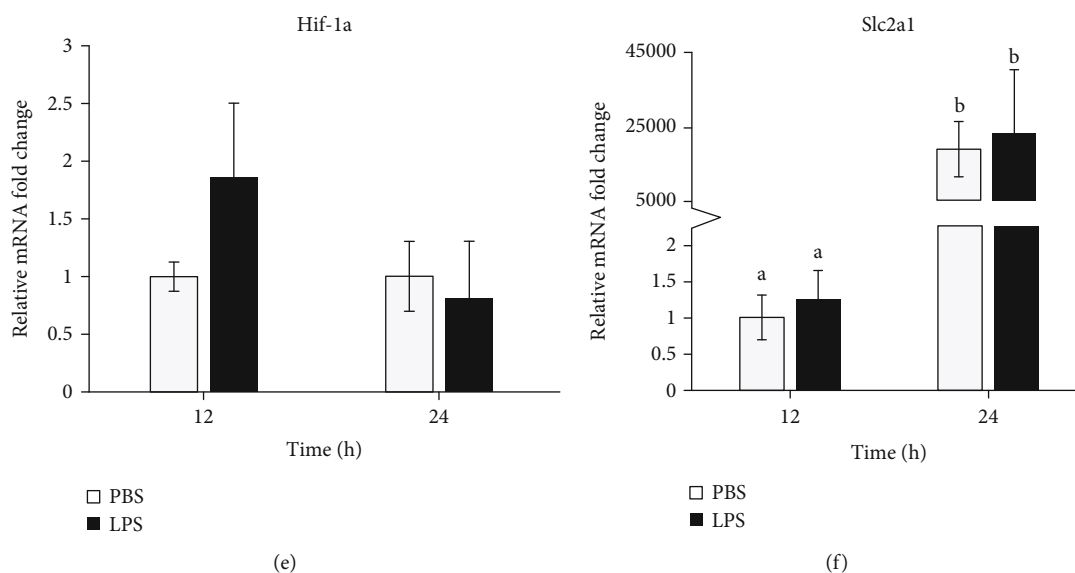 Hif-1a
Relative mRNA fold change
3
2.5
2
1.5
1
0.5
0
12
24
Time (h)
PBS
LPS
(e)
Slc2a1
Relative mRNA fold change
45000
25000
5000
2
1.5
1
0.5
0
a
a
b
b
12
24
Time (h)
PBS
LPS
(f)